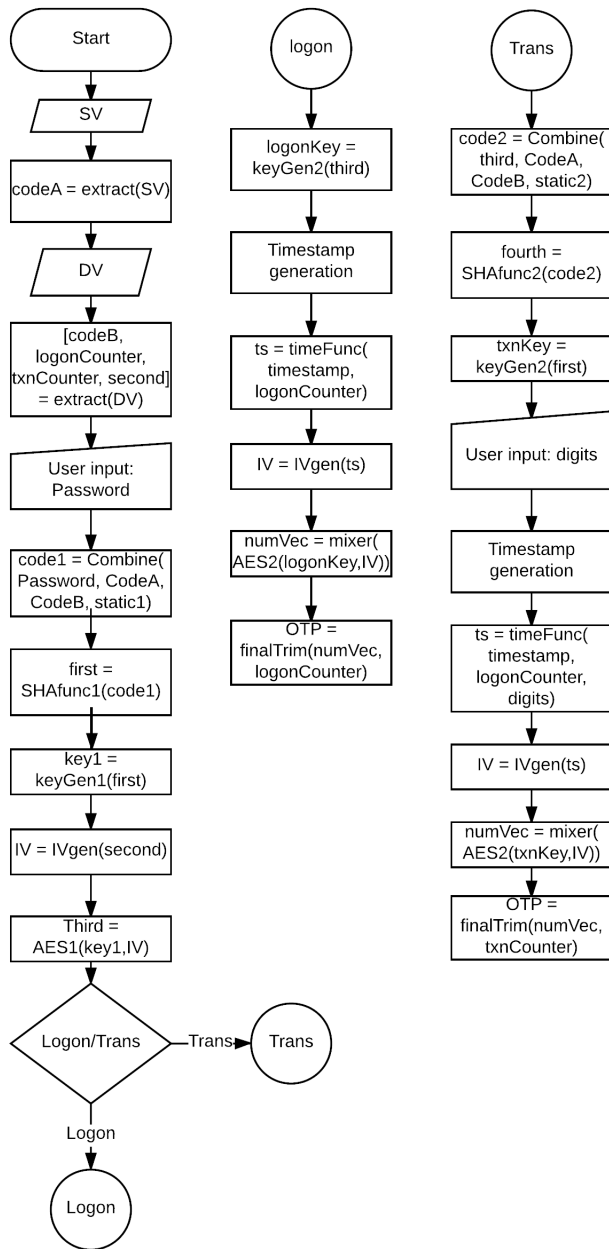 Start
SV
codeA = extract(SV)
DV
[codeB,
logonCounter,
txnCounter, second]
= extract(DV)
User input:
Password
code1 = Combine(
Password, CodeA,
CodeB, static1)
first =
SHAfunc1(code1)
key1 =
keyGen1(first)
IV = IVgen(second)
Third =
AES1(key1,IV)
Logon/Trans
Trans
Trans
Logon
Logon
logon
logonKey =
keyGen2(third)
Timestamp
generation
ts = timeFunc(
timestamp,
logonCounter)
IV = IVgen(ts)
numVec = mixer(
AES2(logonKey,IV))
OTP =
finalTrim(numVec,
logonCounter)
Trans
code2 = Combine(
third, CodeA,
CodeB, static2)
fourth =
SHAfunc2(code2)
txnKey =
keyGen2(first)
User input: digits
Timestamp
generation
ts = timeFunc(
timestamp,
logonCounter,
digits)
IV = IVgen(ts)
numVec = mixer(
AES2(txnKey,IV))
OTP =
finalTrim(numVec,
txnCounter)